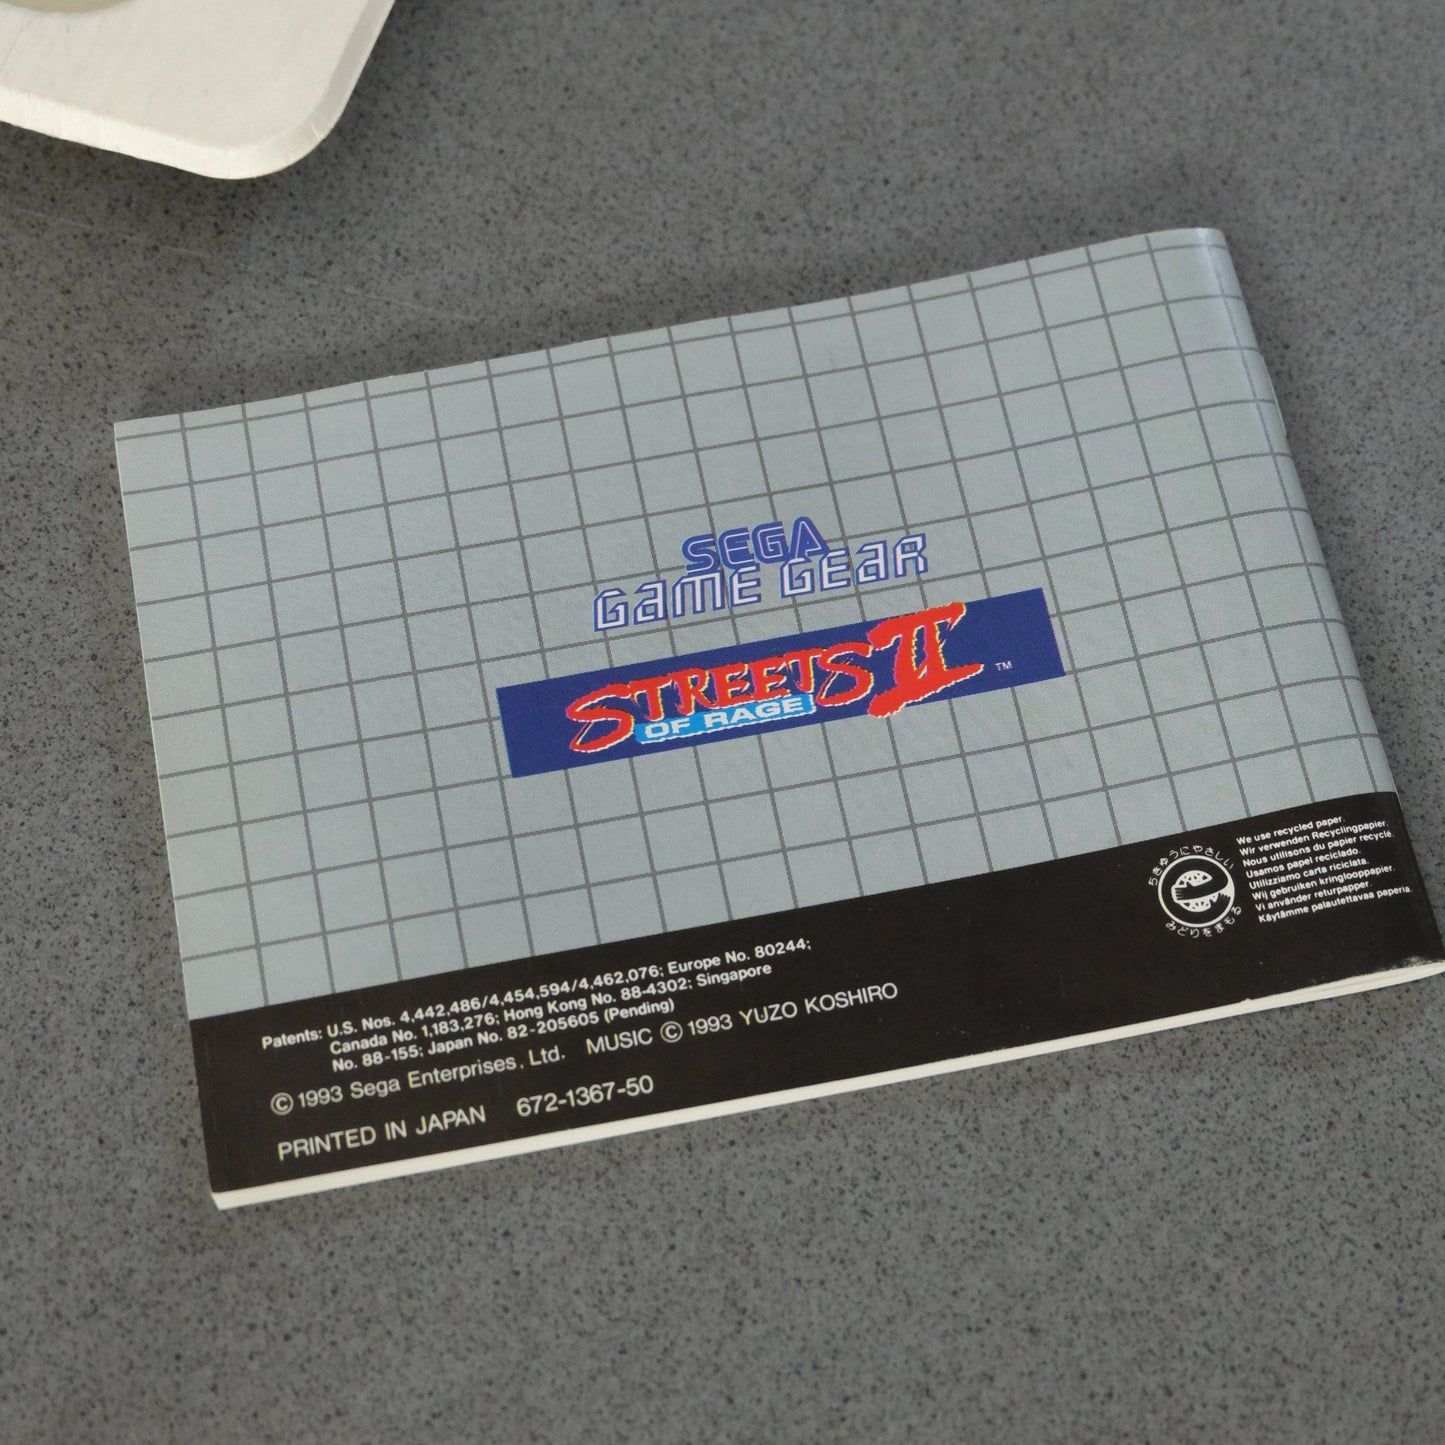 SEGA
GAME GEAR
STREETS II
OF RAGE
TM
We use recycled paper.
Wir verwenden Recyclingpapier.
Nous utilisons du papier recyclé.
Usamos papel reciclado.
Utilizziamo carta riciclata.
Wij gebruiken kringlooppapier.
Vi använder returpapper.
Käytämme palautettavaa paperia.
ちきゅうにやさしい
みどりをまもる
Patents: U.S. Nos. 4,442,486/4,454,594/4,462,076; Europe No. 80244;
Canada No. 1,183,276; Hong Kong No. 88-4302; Singapore
No. 88-155; Japan No. 82-205605 (Pending)
© 1993 Sega Enterprises, Ltd. MUSIC © 1993 YUZO KOSHIRO
PRINTED IN JAPAN 672-1367-50